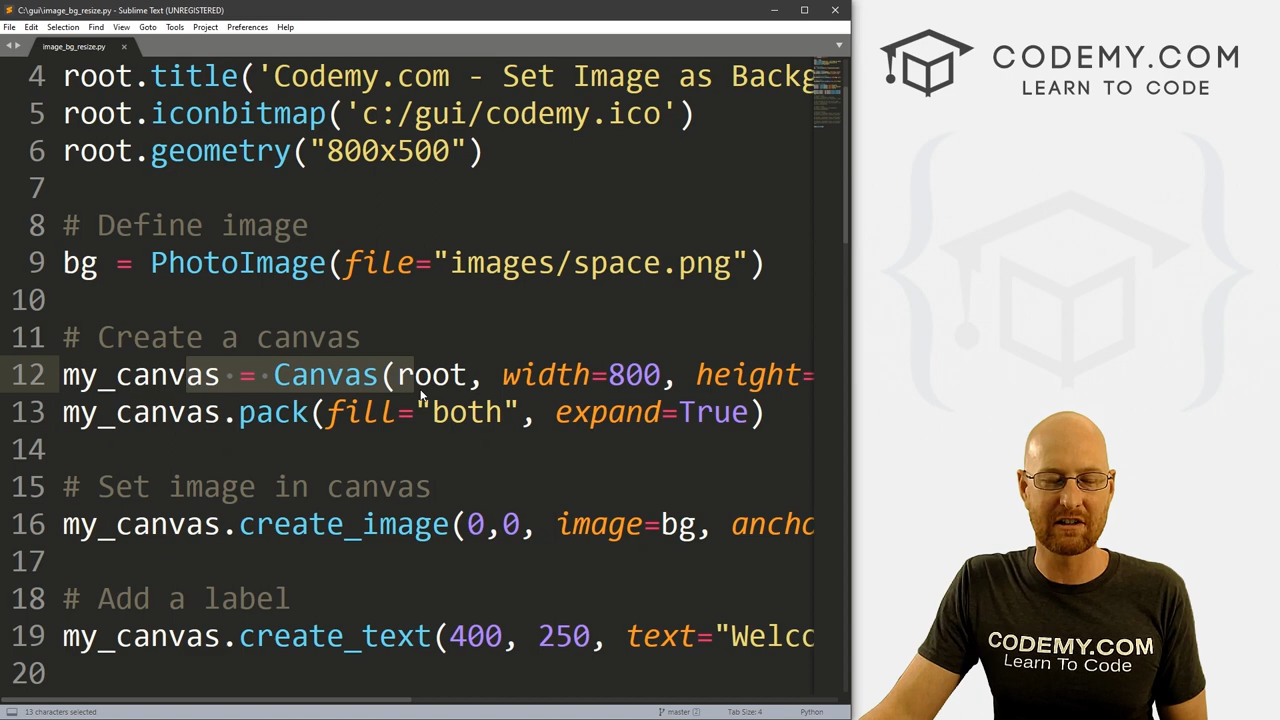 C:\gui\image_bg_resize.py - Sublime Text (UNREGISTERED)
File Edit Selection Find View Goto Tools Project Preferences Help
image_bg_resize.py
4 root.title('Codemy.com - Set Image as Backg
5 root.iconbitmap('c:/gui/codemy.ico')
6 root.geometry("800x500")
7
8 # Define image
9 bg = PhotoImage(file="images/space.png")
10
11 # Create a canvas
12 my_canvas = Canvas(root, width=800, height=
13 my_canvas.pack(fill="both", expand=True)
14
15 # Set image in canvas
16 my_canvas.create_image(0,0, image=bg, ancho
17
18 # Add a label
19 my_canvas.create_text(400, 250, text="Welco
20
13 characters selected
master 2
Tab Size: 4
Python
CODEMY.COM
LEARN TO CODE
CODEMY.COM
Learn To Code